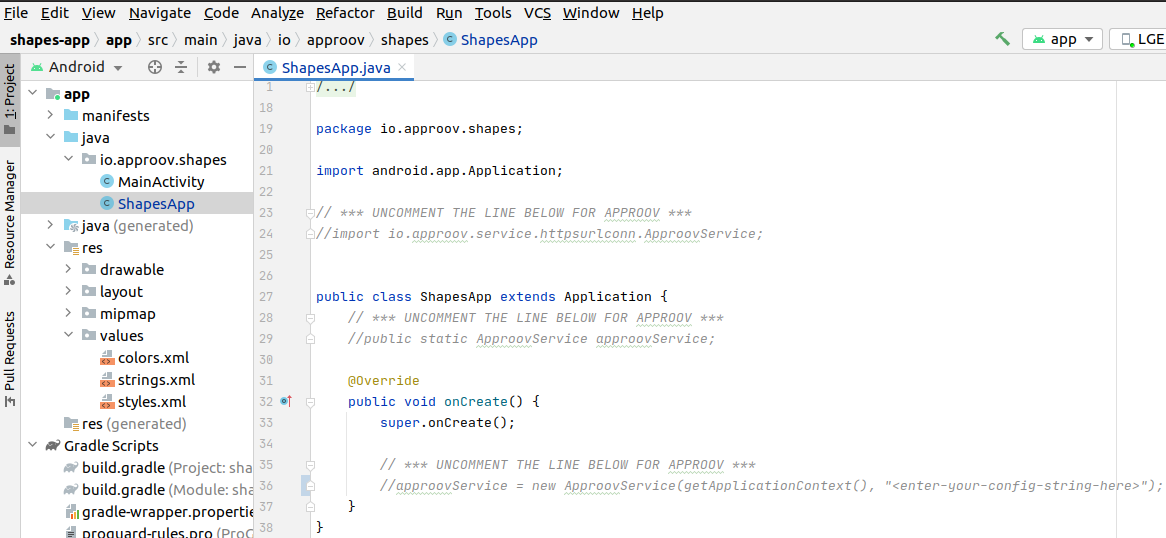 File Edit View Navigate Code Analyze Refactor Build Run Tools VCS Window Help
shapes-app app src main java io approov shapes C ShapesApp app LGE
1: Project
Resource Manager
Pull Requests
Android
app
manifests
java
io.approov.shapes
C MainActivity
C ShapesApp
java (generated)
res
drawable
layout
mipmap
values
colors.xml
strings.xml
styles.xml
res (generated)
Gradle Scripts
build.gradle (Project: sha
build.gradle (Module: sha
gradle-wrapper.propertie
proguard-rules.pro (ProG
C ShapesApp.java
1 /.../
18
19 package io.approov.shapes;
20
21 import android.app.Application;
22
23 // *** UNCOMMENT THE LINE BELOW FOR APPROOV ***
24 //import io.approov.service.httpsurlconn.ApproovService;
25
26
27 public class ShapesApp extends Application {
28 // *** UNCOMMENT THE LINE BELOW FOR APPROOV ***
29 //public static ApproovService approovService;
30
31 @Override
32 public void onCreate() {
33 super.onCreate();
34
35 // *** UNCOMMENT THE LINE BELOW FOR APPROOV ***
36 //approovService = new ApproovService(getApplicationContext(), "<enter-your-config-string-here>");
37 }
38 }